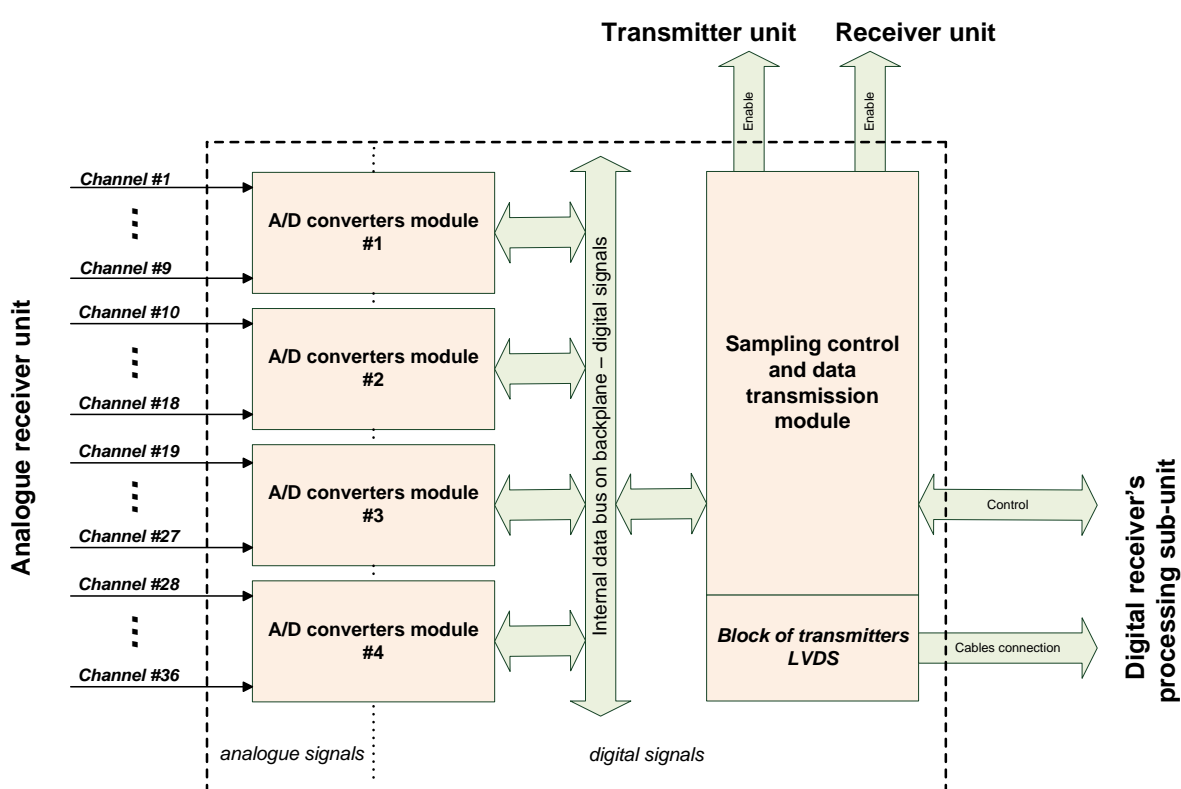 Transmitter unit
Receiver unit
Enable
Enable
Analogue receiver unit
Channel #1
Channel #9
Channel #10
Channel #18
Channel #19
Channel #27
Channel #28
Channel #36
A/D converters module
#1
A/D converters module
#2
A/D converters module
#3
A/D converters module
#4
Internal data bus on backplane – digital signals
Sampling control
and data
transmission
module
Block of transmitters
LVDS
Control
Cables connection
Digital receiver's
processing sub-unit
analogue signals
digital signals